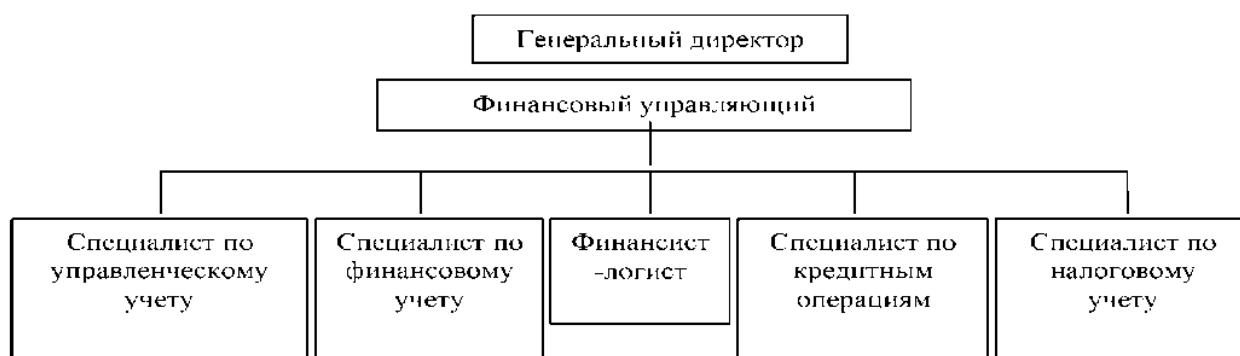 Генеральный директор
Финансовый управляющий
Специалист по
управленческому
учету
Специалист по
финансовому
учету
Финансист
-логист
Специалист по
кредитным
операциям
Специалист по
налоговому
учету